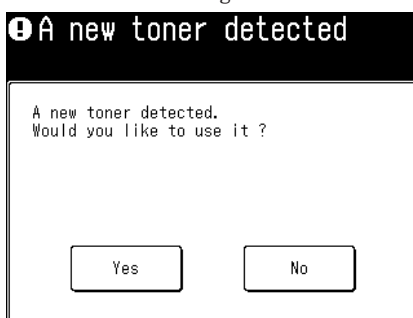 A new toner detected
A new toner detected.
Would you like to use it ?
Yes
No